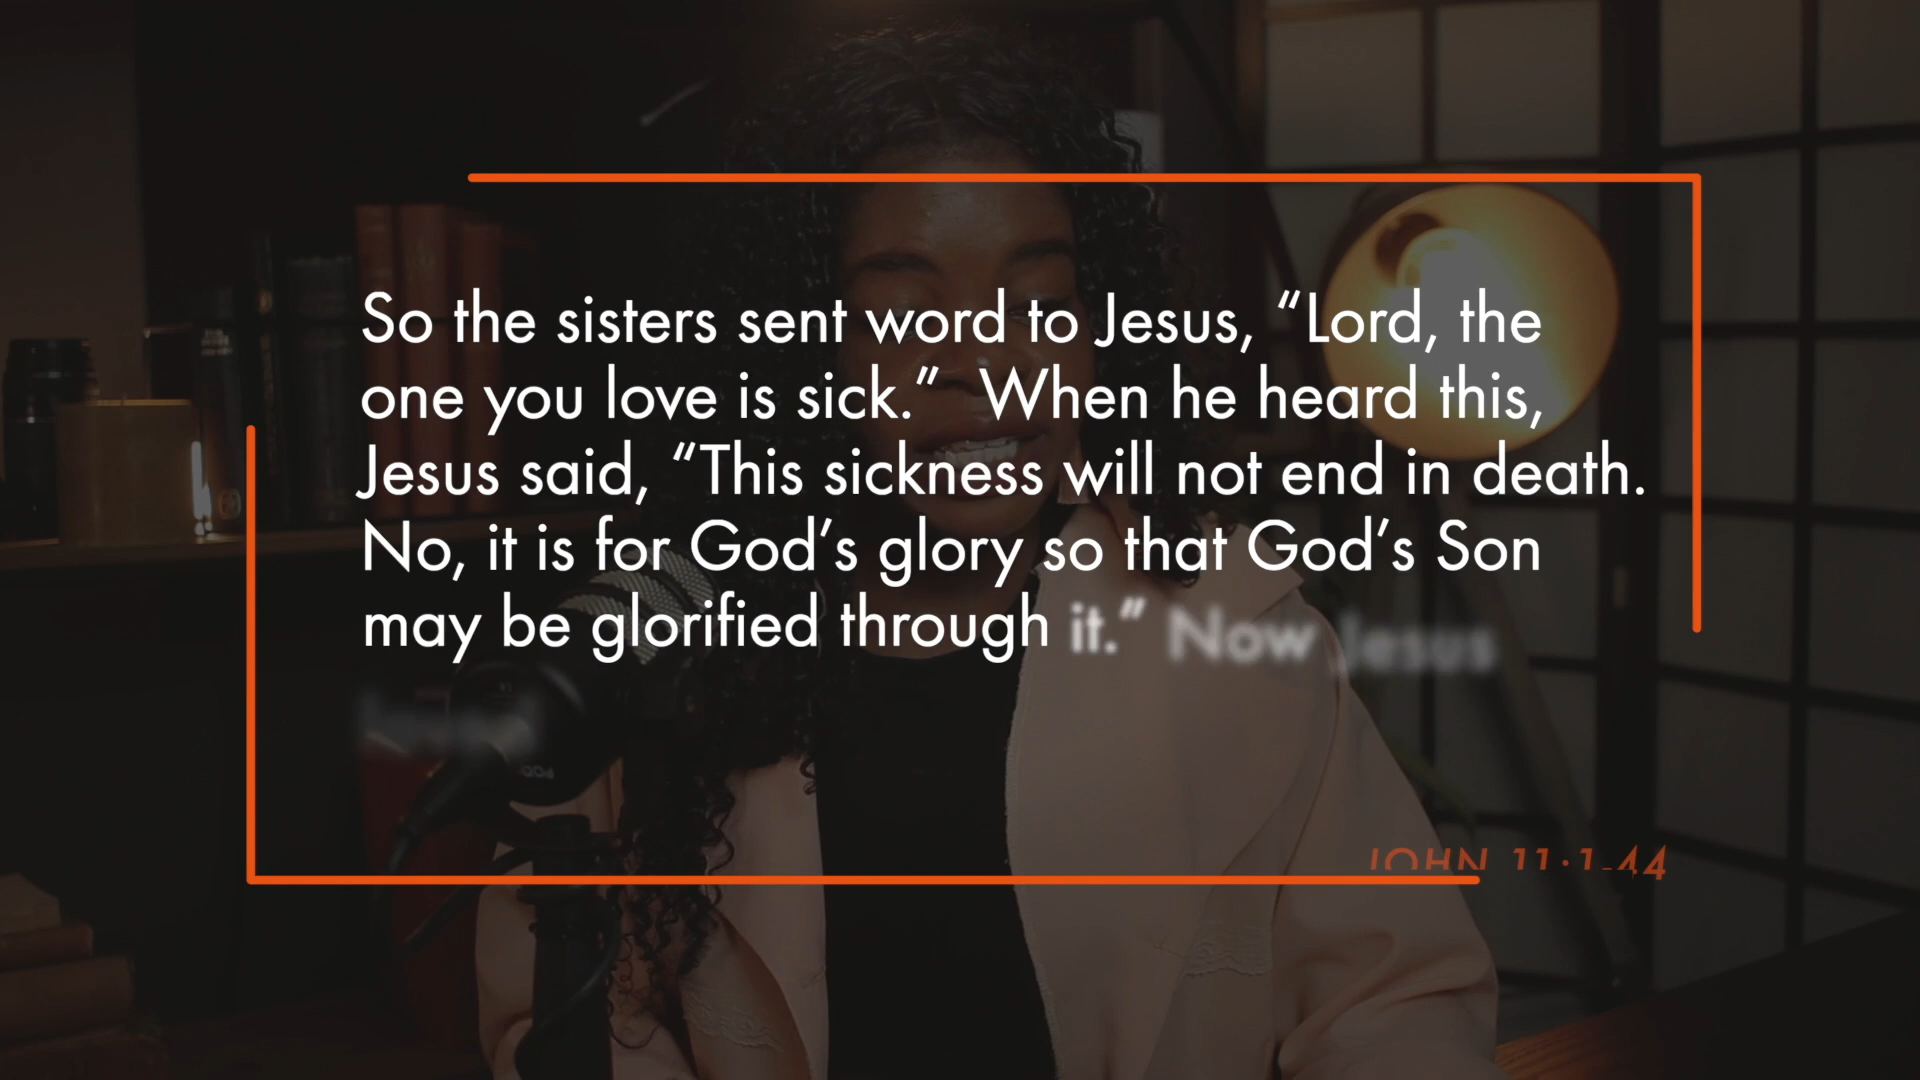 So the sisters sent word to Jesus, “Lord, the
one you love is sick.”  When he heard this,
Jesus said, “This sickness will not end in death.
No, it is for God’s glory so that God’s Son
may be glorified through it.” Now Jesus
loved
JOHN 11:1-44